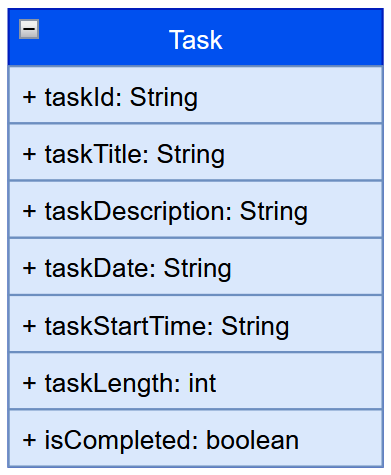 Task
+ taskId: String
+ taskTitle: String
+ taskDescription: String
+ taskDate: String
+ taskStartTime: String
+ taskLength: int
+ isCompleted: boolean